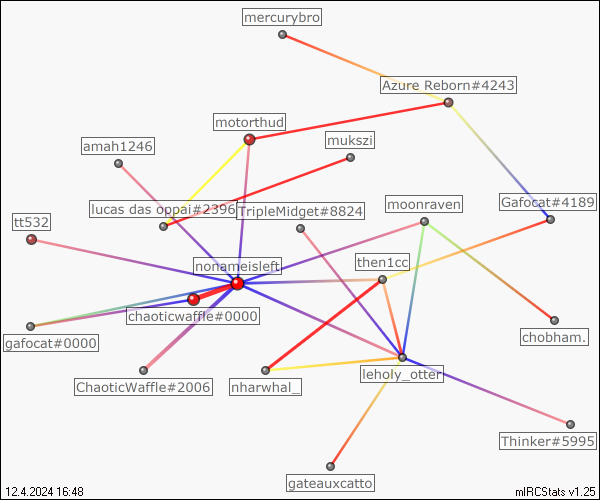 mercurybro
Azure Reborn#4243
motorthud
mukszi
amah1246
moonraven
Gafocat#4189
lucas das oppai#2396
TripleMidget#8824
tt532
then1cc
nonameisleft
chaoticwaffle#0000
gafocat#0000
chobham.
leholy_otter
ChaoticWaffle#2006
nharwhal_
Thinker#5995
gateauxcatto
12.4.2024 16:48
mIRCStats v1.25